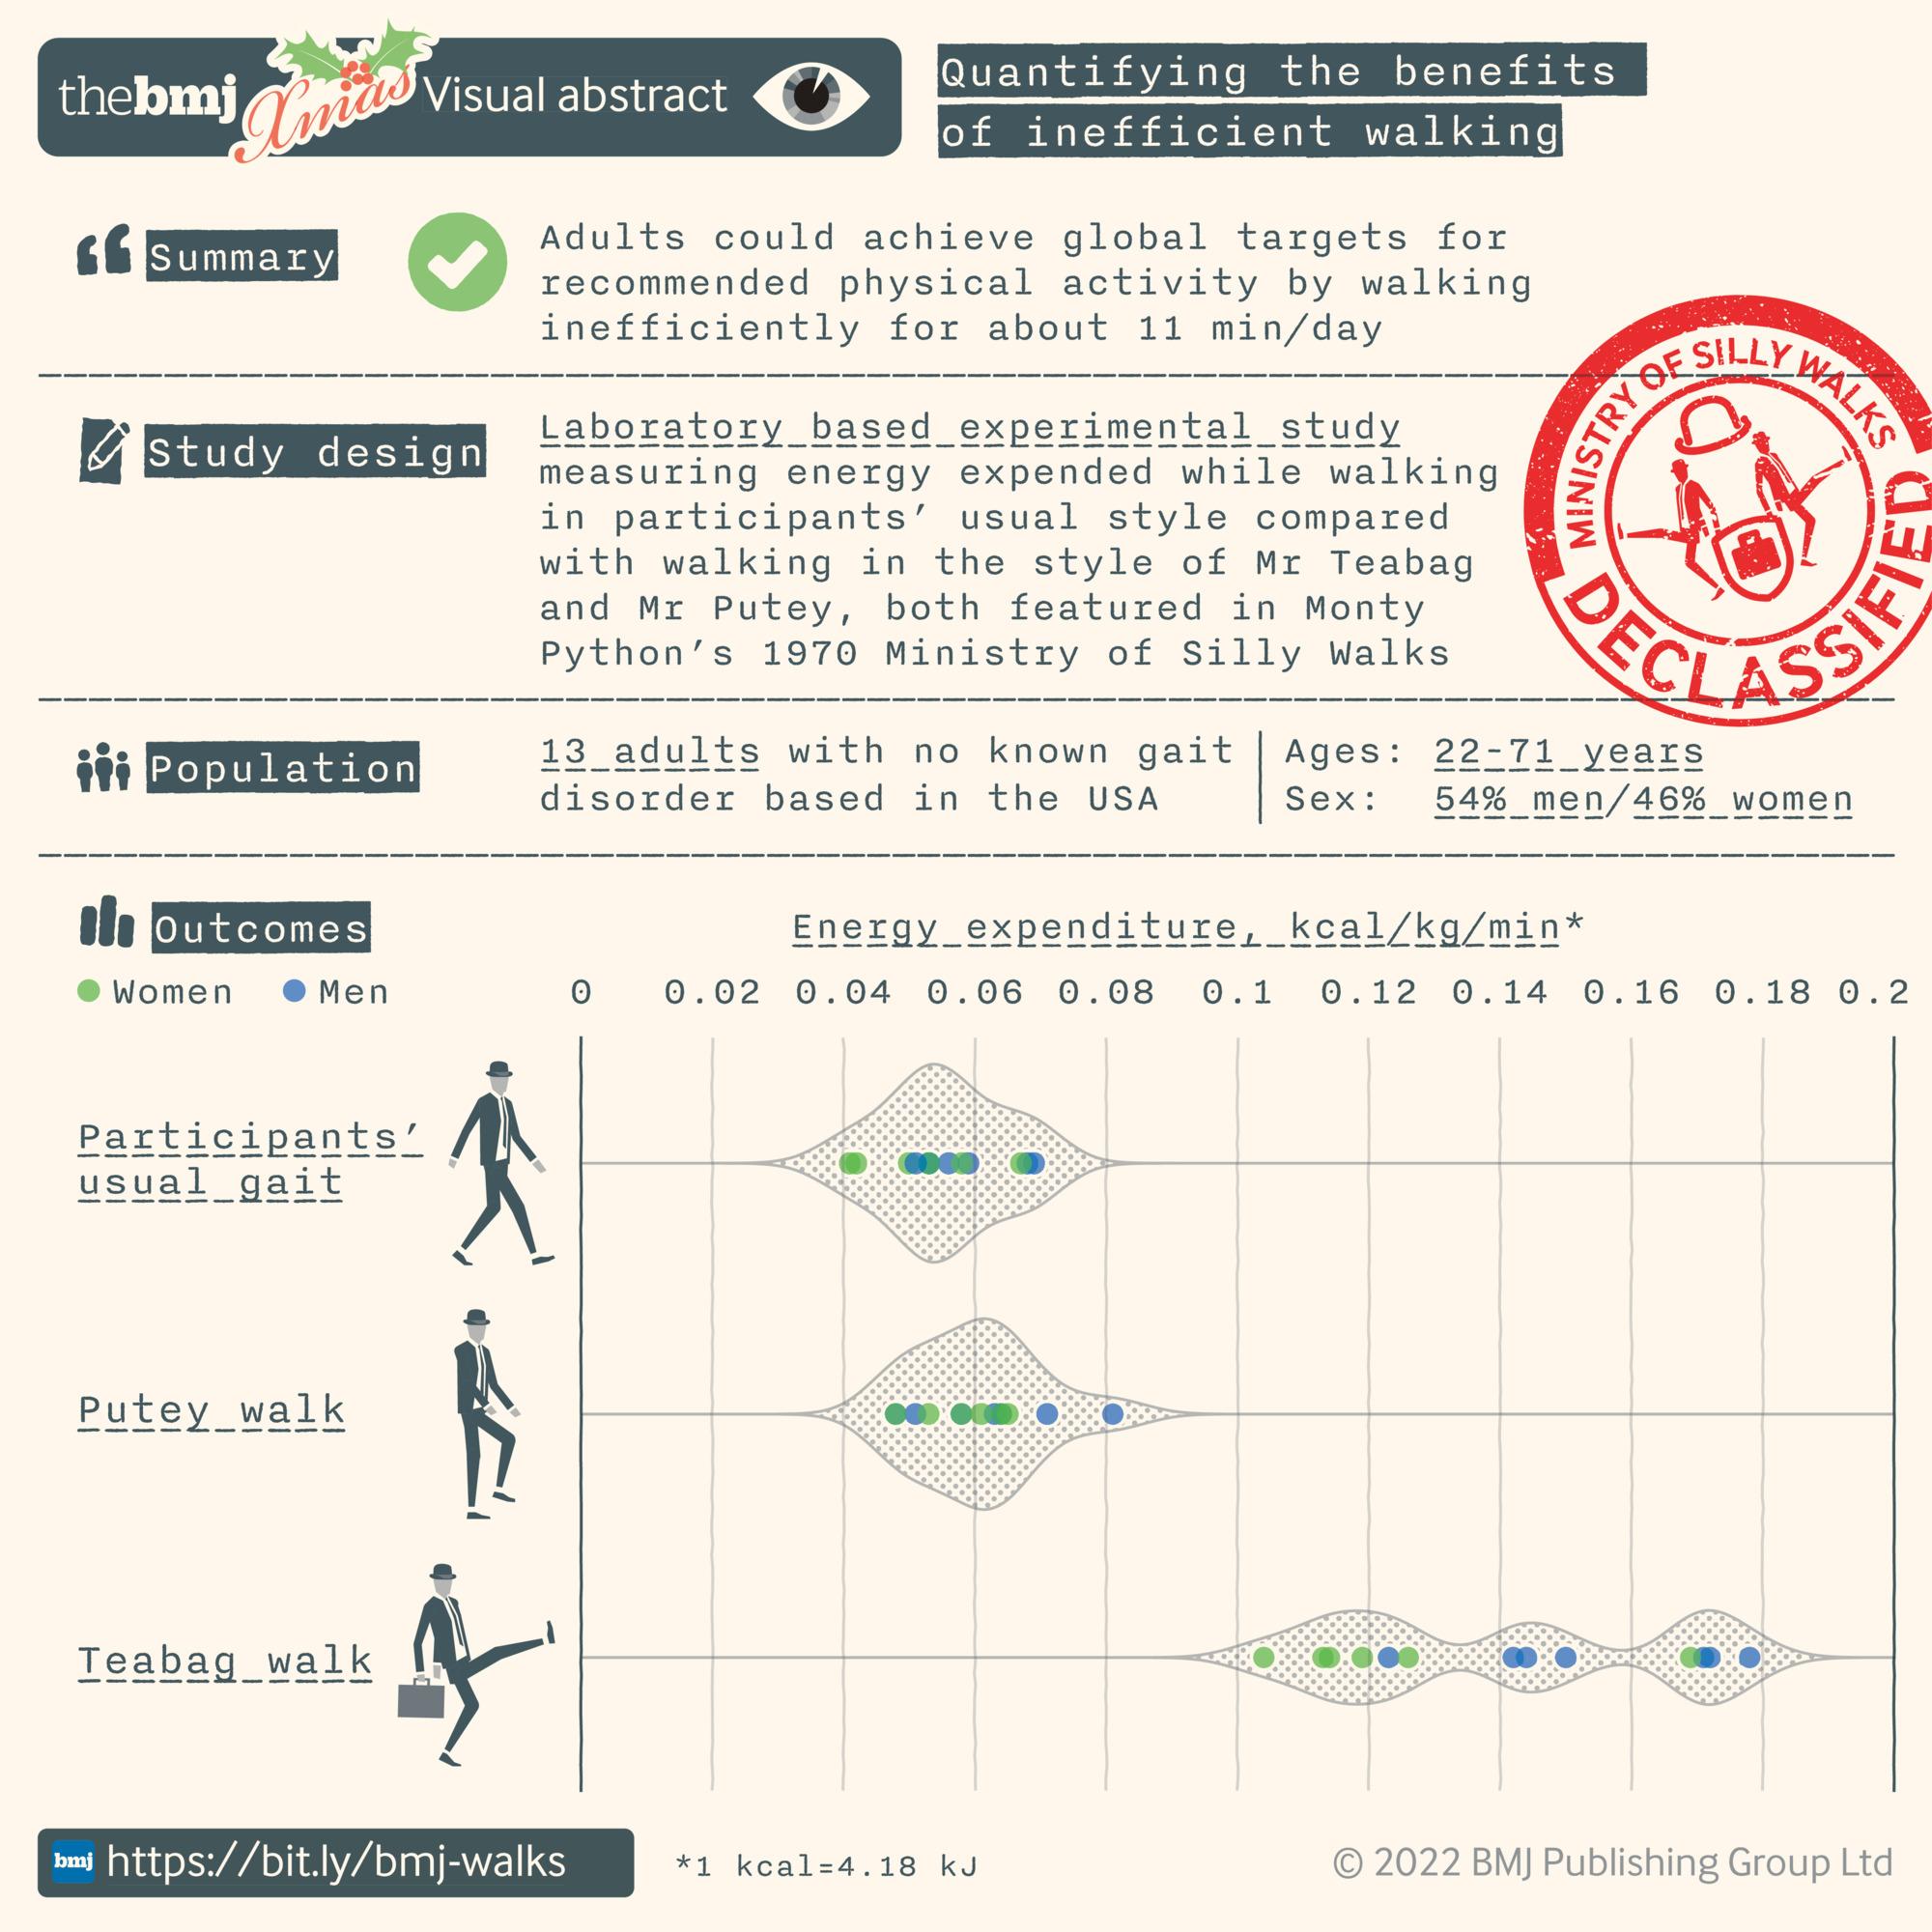 thebmj Xmas Visual abstract
Quantifying the benefits
of inefficient walking
Summary
Adults could achieve global targets for
recommended physical activity by walking
inefficiently for about 11 min/day
MINISTRY OF SILLY WALKS
DECLASSIFIED
Study design
Laboratory based experimental study
measuring energy expended while walking
in participants’ usual style compared
with walking in the style of Mr Teabag
and Mr Putey, both featured in Monty
Python’s 1970 Ministry of Silly Walks
Population
13 adults with no known gait
disorder based in the USA
Ages: 22-71 years
Sex: 54% men/46% women
Outcomes
Energy expenditure, kcal/kg/min*
Women Men
0 0.02 0.04 0.06 0.08 0.1 0.12 0.14 0.16 0.18 0.2
Participants’
usual gait
Putey walk
Teabag walk
bmj https://bit.ly/bmj-walks
*1 kcal=4.18 kJ
© 2022 BMJ Publishing Group Ltd